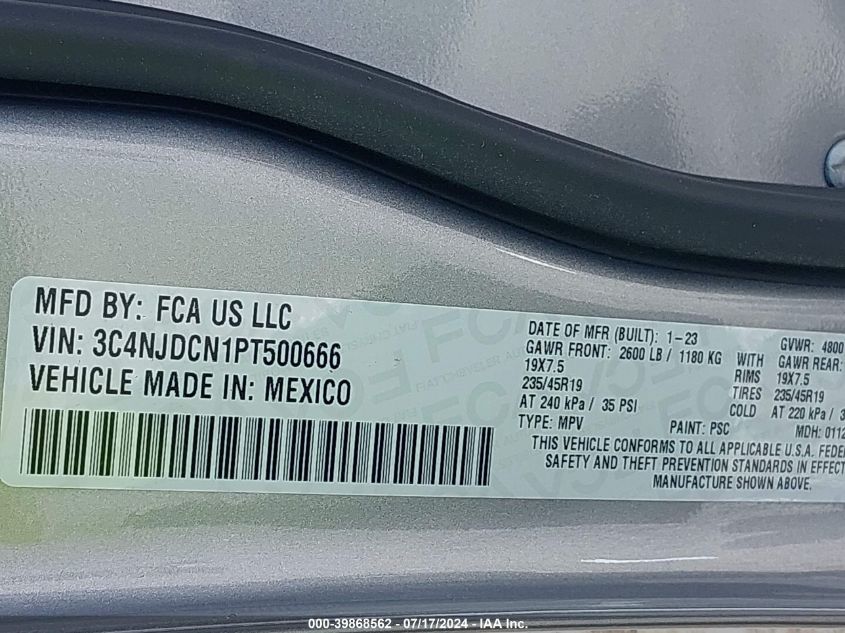 MFD BY: FCA US LLC
VIN: 3C4NJDCN1PT500666
VEHICLE MADE IN: MEXICO
DATE OF MFR (BUILT): 1-23
GVWR: 4800
GAWR FRONT: 2600 LB / 1180 KG
WITH
GAWR REAR:
19X7.5
RIMS
19X7.5
235/45R19
TIRES
235/45R19
AT 240 kPa / 35 PSI
COLD
AT 220 kPa / 3
TYPE: MPV
PAINT: PSC
MDH: 0112
THIS VEHICLE CONFORMS TO ALL APPLICABLE U.S.A. FEDE
SAFETY AND THEFT PREVENTION STANDARDS IN EFFECT
MANUFACTURE SHOWN ABOVE.
000-39868562 - 07/17/2024 - IAA Inc.